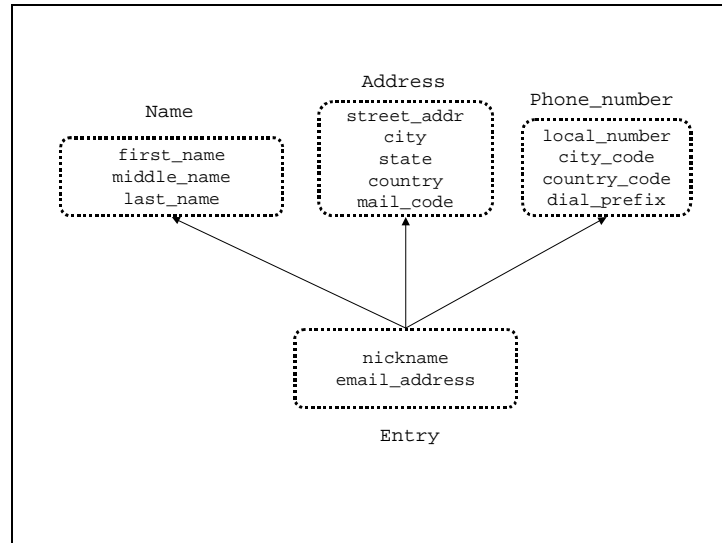 Name
first_name
middle_name
last_name
Address
street_addr
city
state
country
mail_code
Phone_number
local_number
city_code
country_code
dial_prefix
nickname
email_address
Entry